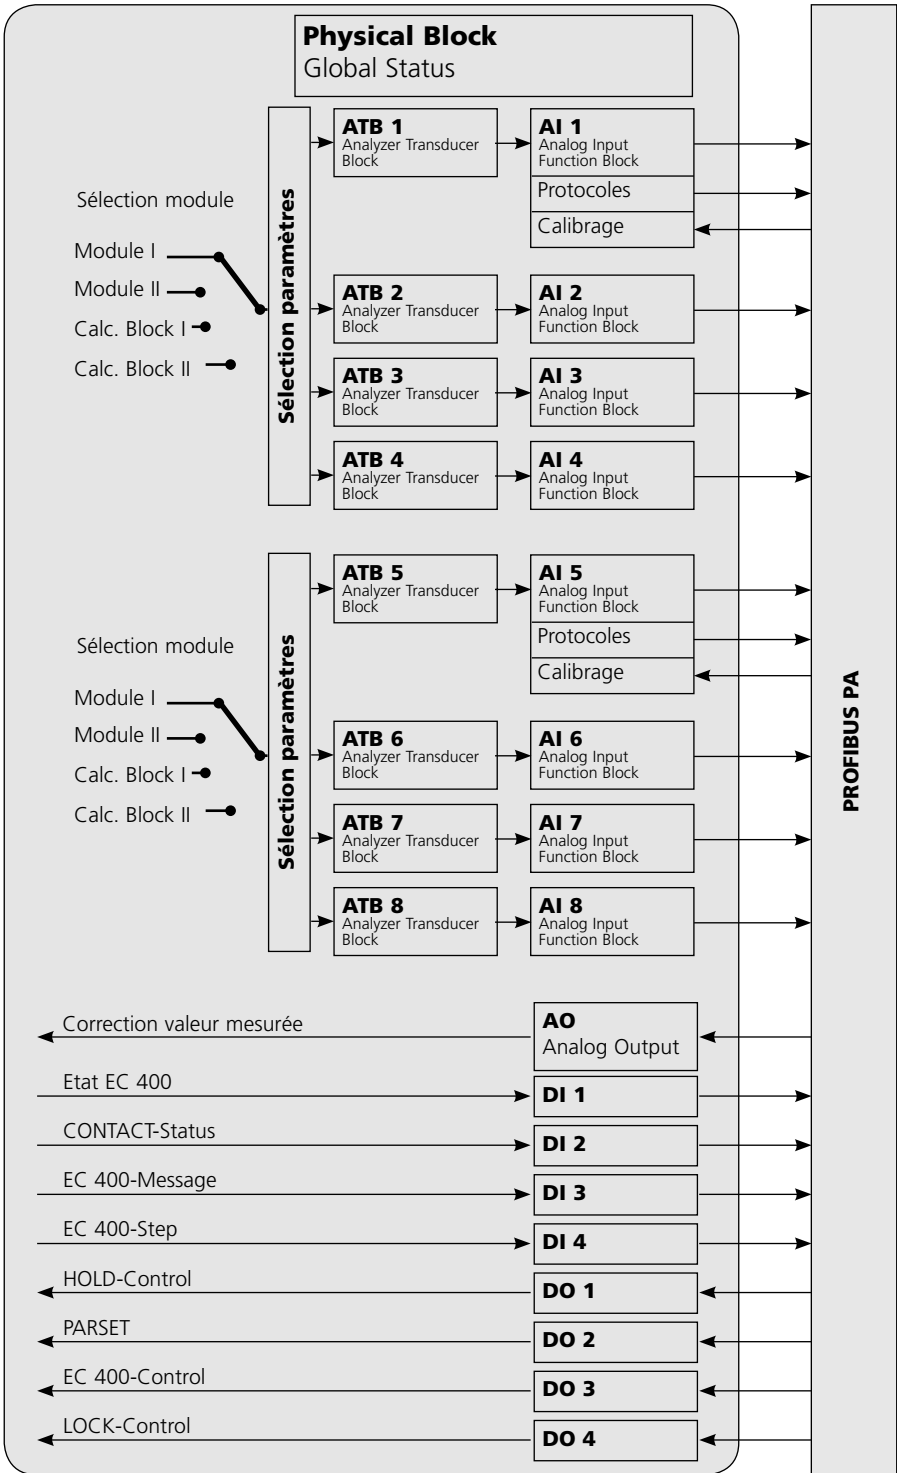 Physical Block
Global Status
ATB 1
Analyzer Transducer
Block
AI 1
Analog Input
Function Block
Protocoles
Calibrage
Sélection module
Module I
Module II
Calc. Block I
Calc. Block II
Sélection paramètres
ATB 2
Analyzer Transducer
Block
AI 2
Analog Input
Function Block
ATB 3
Analyzer Transducer
Block
AI 3
Analog Input
Function Block
ATB 4
Analyzer Transducer
Block
AI 4
Analog Input
Function Block
ATB 5
Analyzer Transducer
Block
AI 5
Analog Input
Function Block
Protocoles
Calibrage
Sélection module
Module I
Module II
Calc. Block I
Calc. Block II
Sélection paramètres
ATB 6
Analyzer Transducer
Block
AI 6
Analog Input
Function Block
ATB 7
Analyzer Transducer
Block
AI 7
Analog Input
Function Block
ATB 8
Analyzer Transducer
Block
AI 8
Analog Input
Function Block
PROFIBUS PA
Correction valeur mesurée
AO
Analog Output
Etat EC 400
DI 1
CONTACT-Status
DI 2
EC 400-Message
DI 3
EC 400-Step
DI 4
HOLD-Control
DO 1
PARSET
DO 2
EC 400-Control
DO 3
LOCK-Control
DO 4